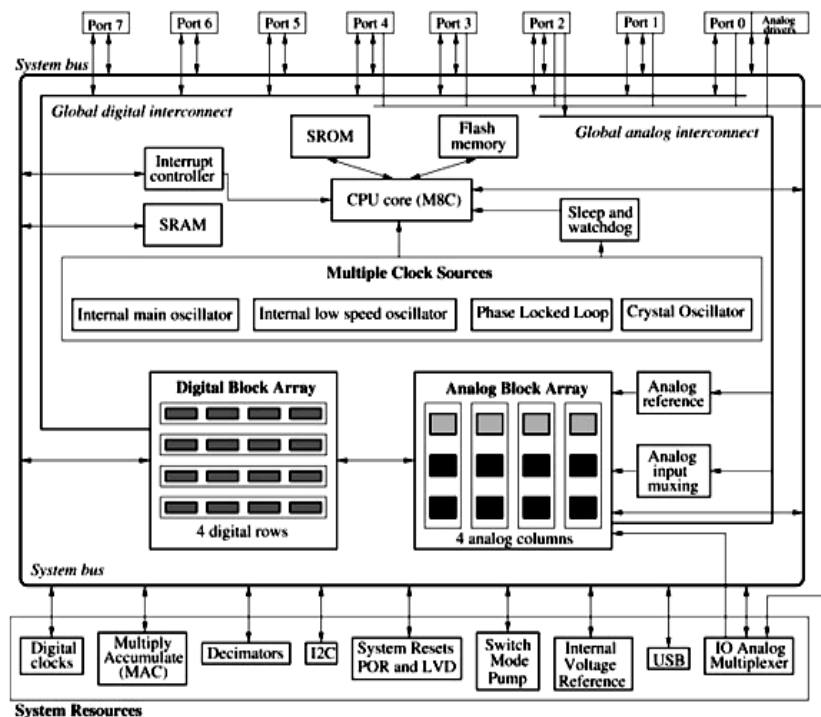 Port 7
Port 6
Port 5
Port 4
Port 3
Port 2
Port 1
Port 0
Analog
drivers
System bus
Global digital interconnect
Global analog interconnect
SROM
Flash
memory
Interrupt
controller
CPU core (M8C)
SRAM
Sleep and
watchdog
Multiple Clock Sources
Internal main oscillator
Internal low speed oscillator
Phase Locked Loop
Crystal Oscillator
Digital Block Array
Analog Block Array
Analog
reference
Analog
input
muxing
4 digital rows
4 analog columns
System bus
Digital
clocks
Multiply
Accumulate
(MAC)
Decimators
I2C
System Resets
POR and LVD
Switch
Mode
Pump
Internal
Voltage
Reference
USB
IO Analog
Multiplexer
System Resources